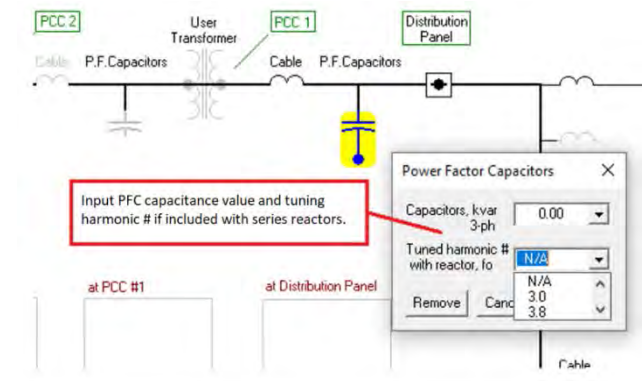 PCC 2
User
Transformer
PCC 1
Distribution
Panel
Cable
P.F.Capacitors
Cable
P.F.Capacitors
Input PFC capacitance value and tuning
harmonic # if included with series reactors.
Power Factor Capacitors
Capacitors, kvar
3-ph
0.00
Tuned harmonic #
with reactor, fo
N/A
N/A
3.0
3.8
Remove
Canc
at PCC #1
at Distribution Panel
Cable